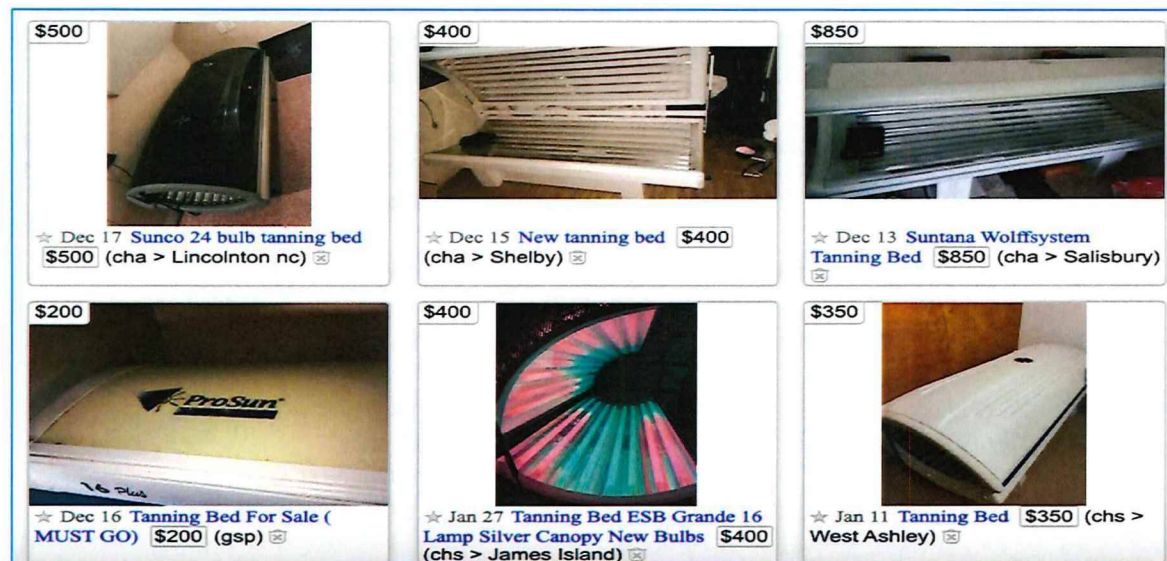 $500
☆ Dec 17 Sunco 24 bulb tanning bed
$500 (cha > Lincolnton nc)
$400
☆ Dec 15 New tanning bed $400
(cha > Shelby)
$850
☆ Dec 13 Suntana Wolffsystem
Tanning Bed $850 (cha > Salisbury)
$200
ProSun
16 Plus
☆ Dec 16 Tanning Bed For Sale (
MUST GO) $200 (gsp)
$400
☆ Jan 27 Tanning Bed ESB Grande 16
Lamp Silver Canopy New Bulbs $400
(chs > James Island)
$350
☆ Jan 11 Tanning Bed $350 (chs >
West Ashley)